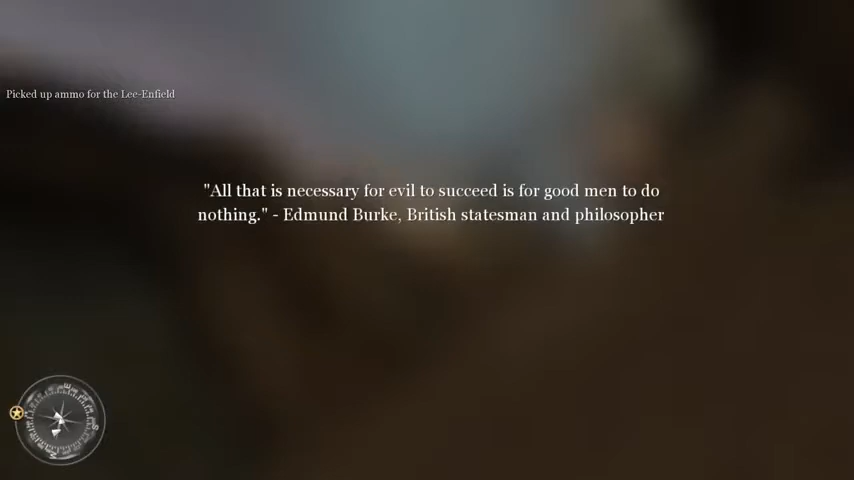 Picked up ammo for the Lee-Enfield
"All that is necessary for evil to succeed is for good men to do
nothing." - Edmund Burke, British statesman and philosopher